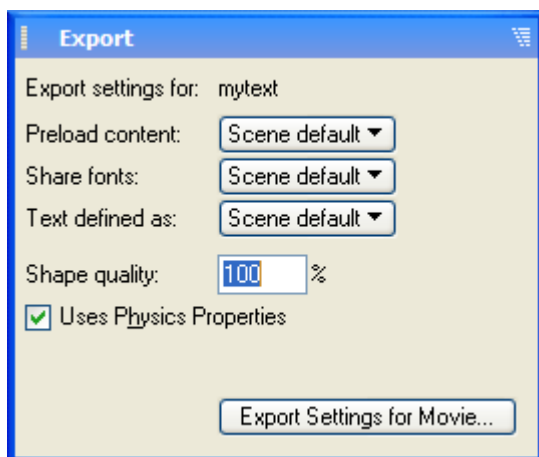 Export
Export settings for: mytext
Preload content: Scene default
Share fonts: Scene default
Text defined as: Scene default
Shape quality: 100 %
Uses Physics Properties
Export Settings for Movie...